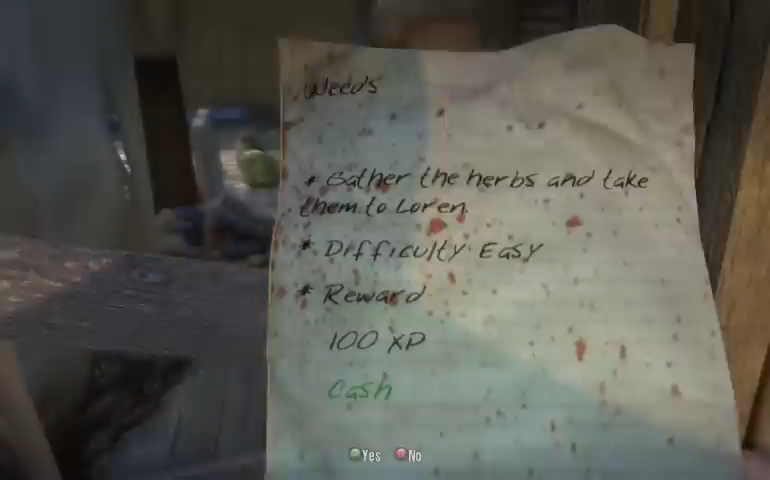 Weeds
* Gather the herbs and take
them to Loren.
* Difficulty: Easy
* Reward
100 XP
Cash
Yes No